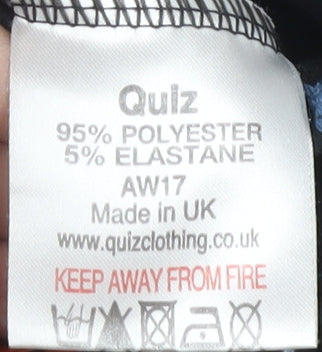 Quiz
95% POLYESTER
5% ELASTANE
AW17
Made in UK
www.quizclothing.co.uk
KEEP AWAY FROM FIRE